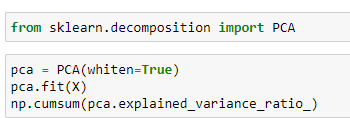 from sklearn.decomposition import PCA
pca = PCA(whiten=True)
pca.fit(X)
np.cumsum(pca.explained_variance_ratio_)